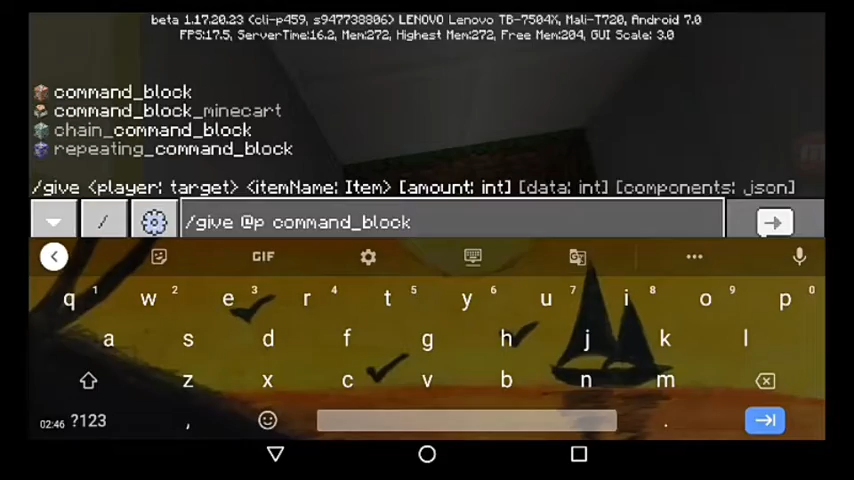 beta 1.17.20.23 (cli-p459, s947738806) LENOVO Lenovo TB-7504X, Mali-T720, Android 7.0
FPS:17.5, ServerTime:16.2, Mem:272, Highest Mem:272, Free Mem:204, GUI Scale: 3.0
command_block
command_block_minecart
chain_command_block
repeating_command_block
/give <player: target> <itemName: Item> [amount: int] [data: int] [components: json]
/ /give @p command_block
GIF
q 1 w 2 e 3 r 4 t 5 y 6 u 7 i 8 o 9 p 0
a s d f g h j k l
z x c v b n m
02:46 ?123 , .